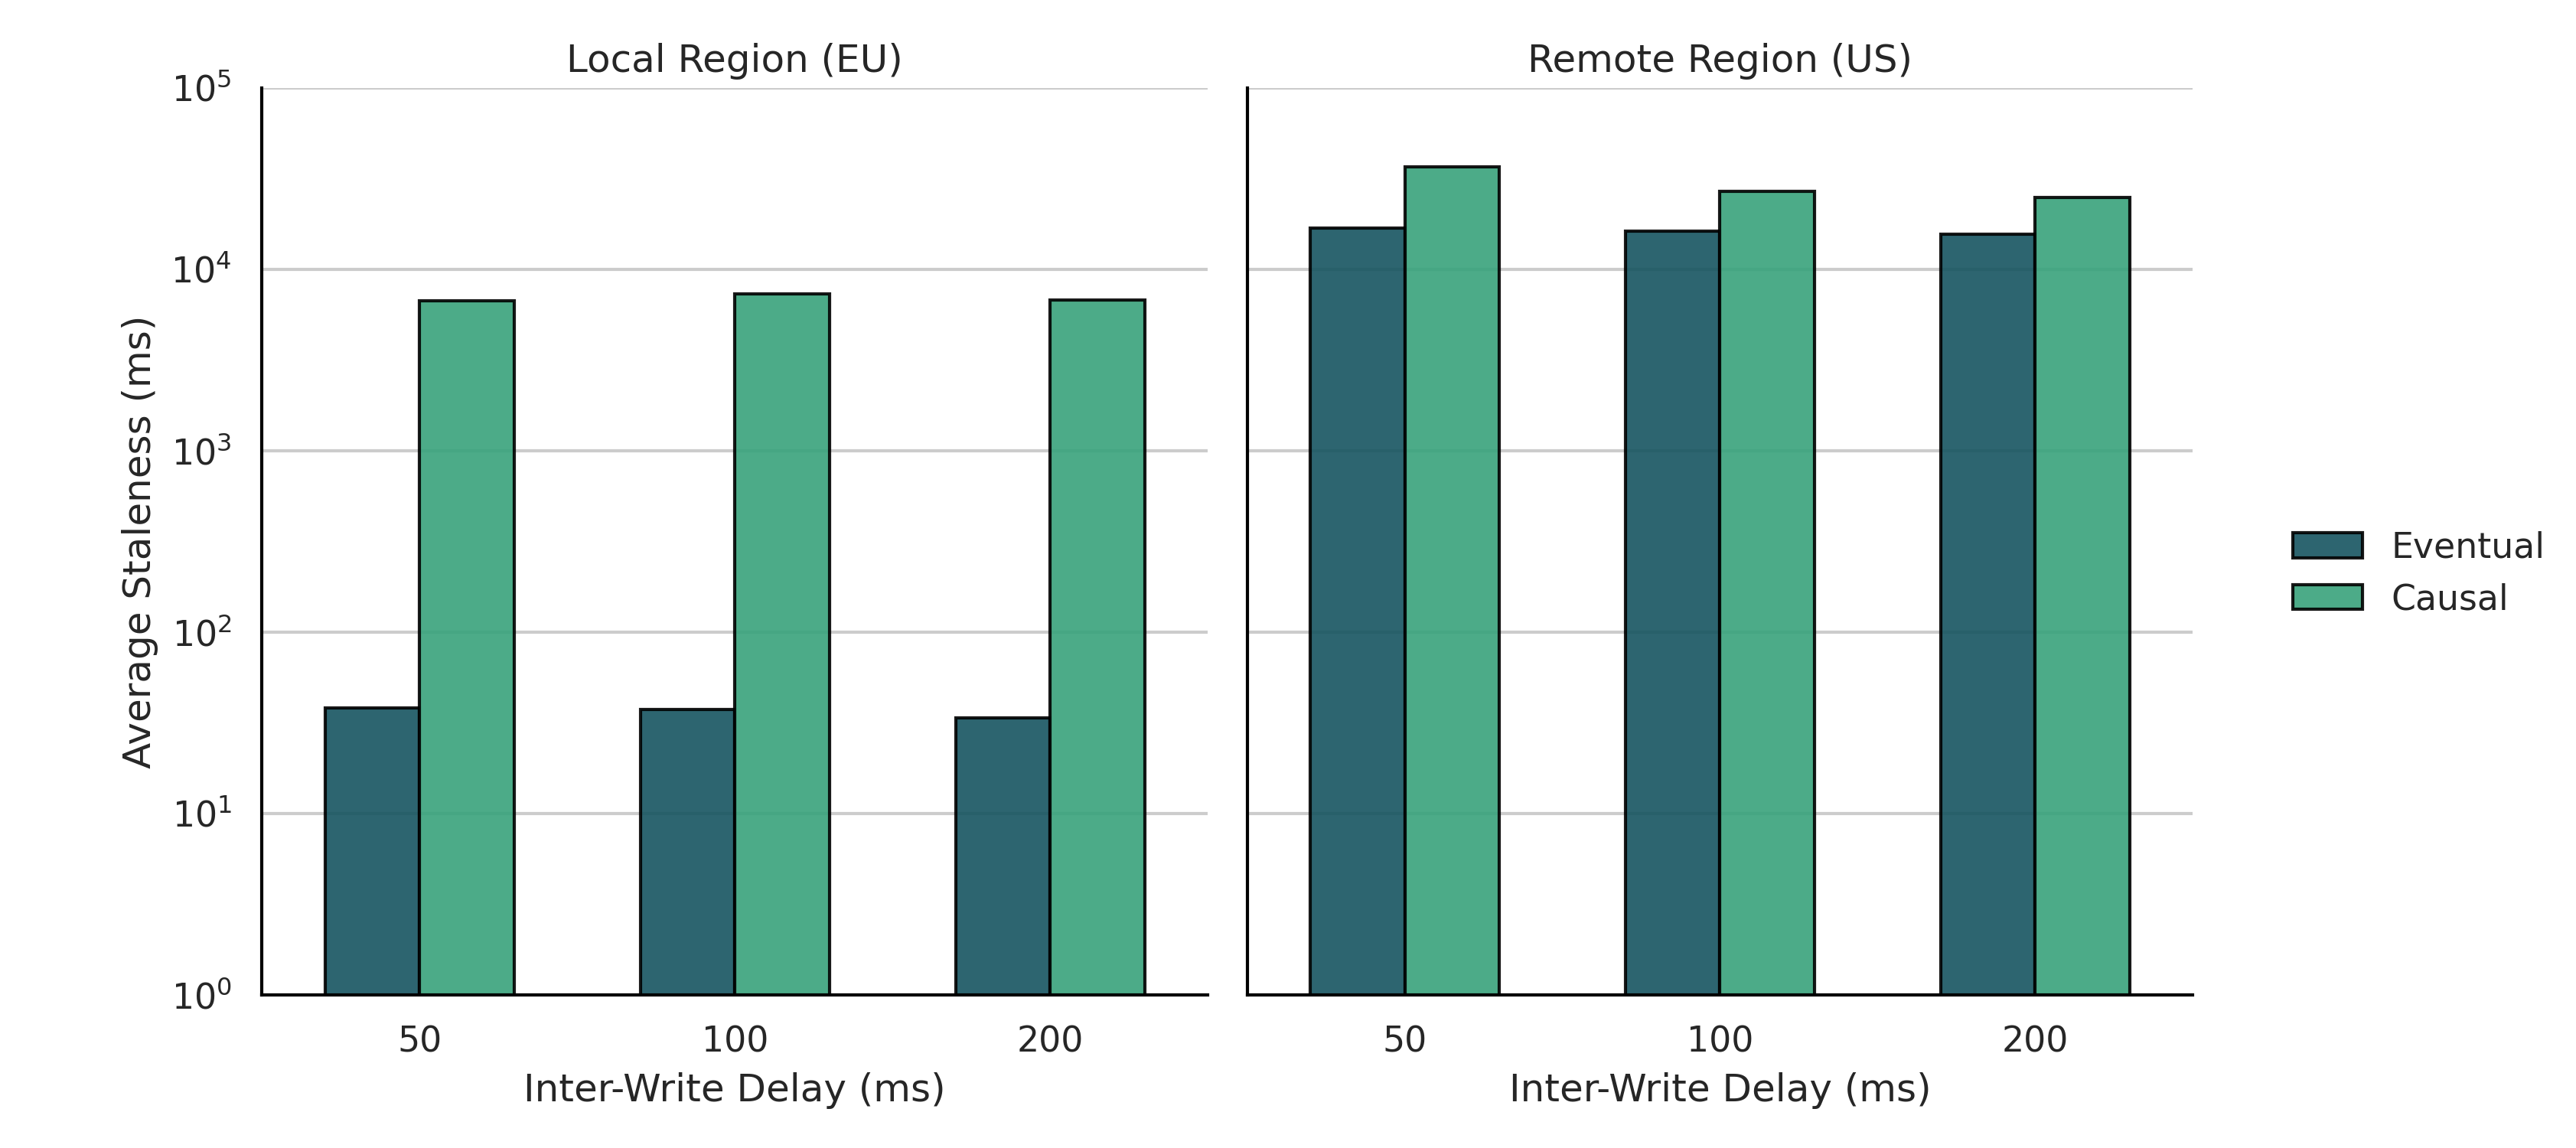 Local Region (EU)
Remote Region (US)
Average Staleness (ms)
10⁵
10⁴
10³
10²
10¹
10⁰
50 100 200
Inter-Write Delay (ms)
50 100 200
Inter-Write Delay (ms)
Eventual
Causal